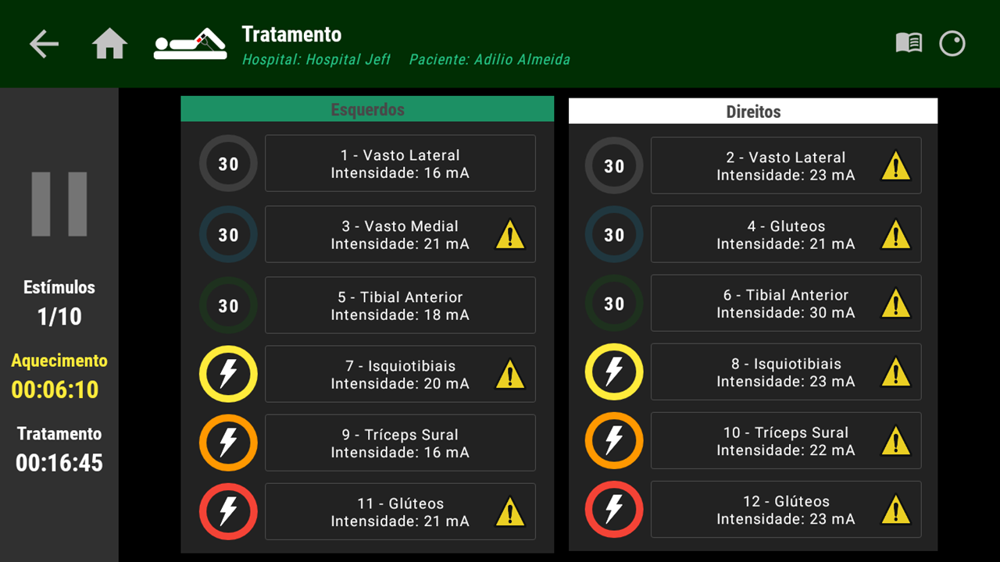 Tratamento
Hospital: Hospital Jef1 Paciente: Adilio Almeida
Estímulos
1/10
Aquecimento
00:06:10
Tratamento
00:16:45
Esquerdos
30
1 - Vasto Lateral
Intensidade: 16 mA
30
3 - Vasto Medial
Intensidade: 21 mA
30
5 - Tibial Anterior
Intensidade: 18 mA
7 - Isquiotibiais
Intensidade: 20 mA
9 - Tríceps Sural
Intensidade: 16 mA
11 - Glúteos
Intensidade: 21 mA
Direitos
30
2 - Vasto Lateral
Intensidade: 23 mA
30
4 - Gluteos
Intensidade: 21 mA
30
6 - Tibial Anterior
Intensidade: 30 mA
8 - Isquiotibiais
Intensidade: 23 mA
10 - Tríceps Sural
Intensidade: 22 mA
12 - Glúteos
Intensidade: 23 mA